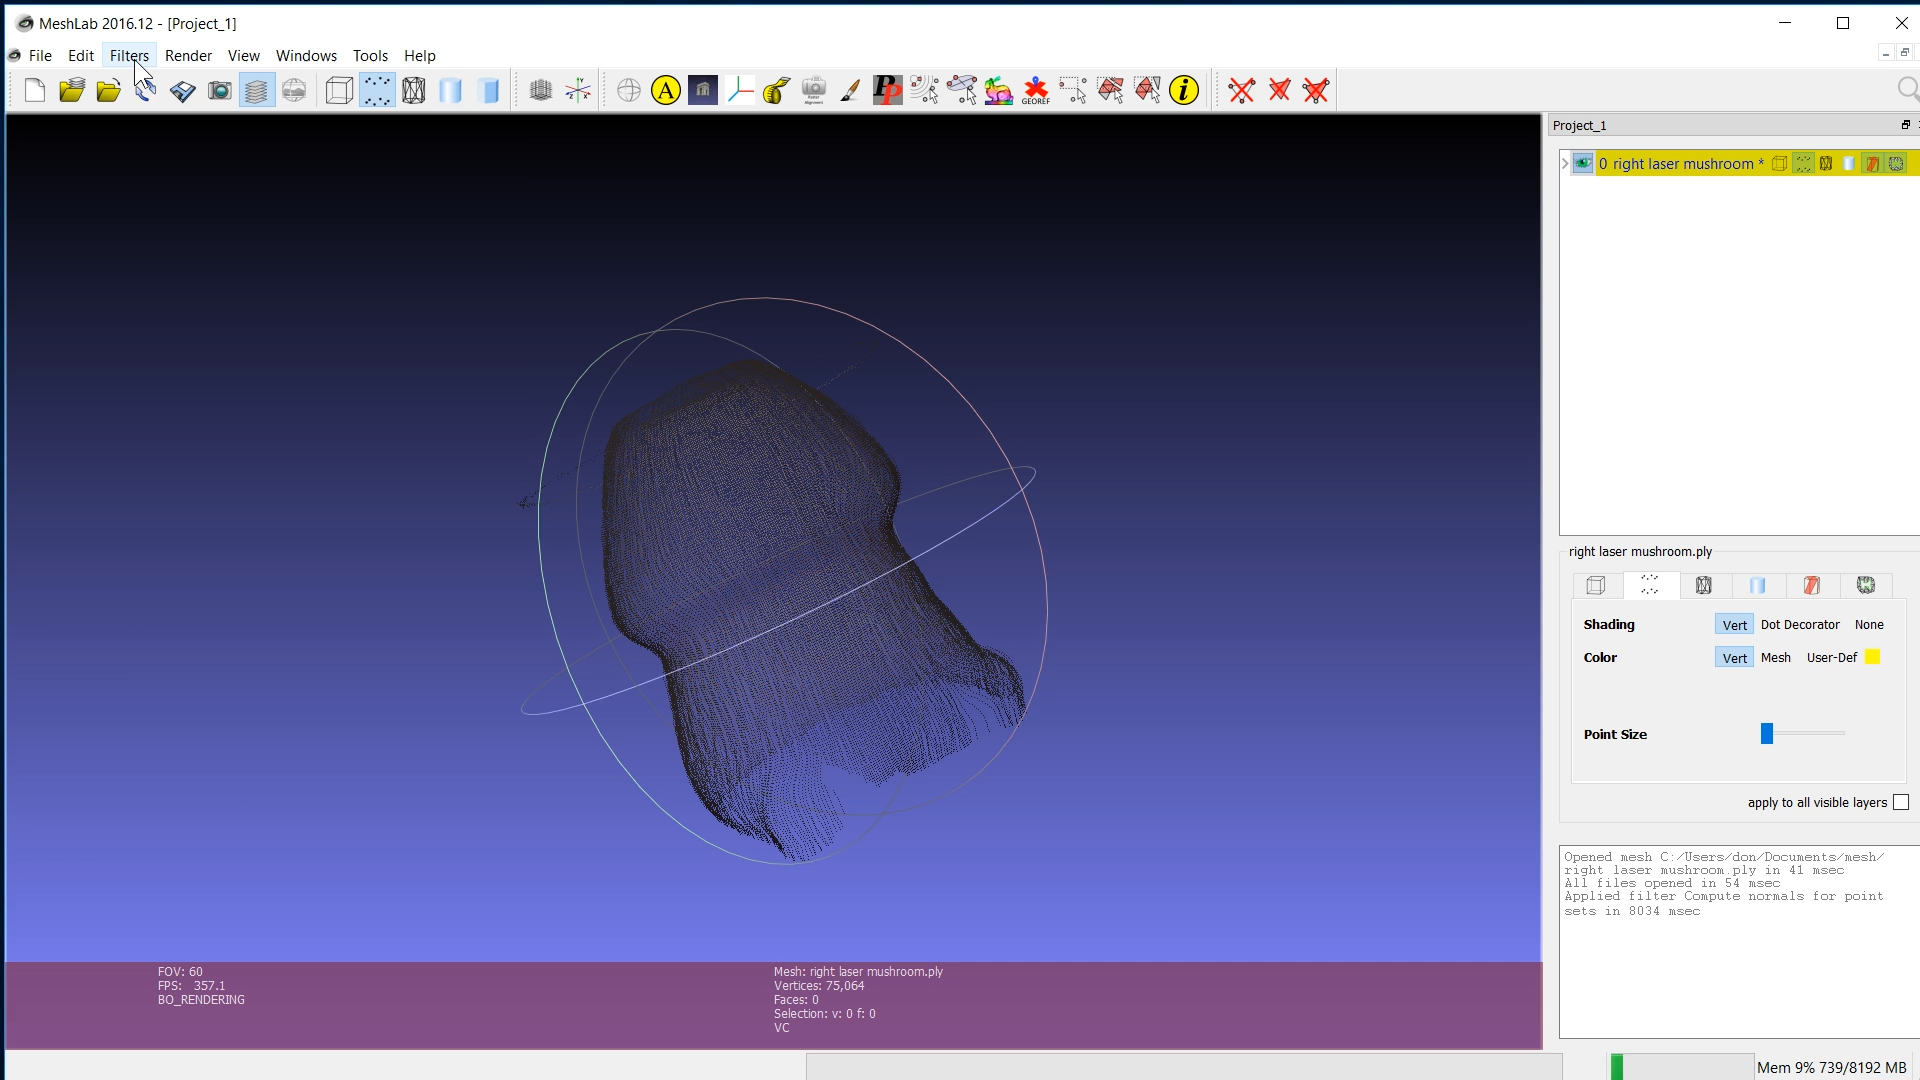 MeshLab 2016.12 - [Project_1]
File Edit Filters Render View Windows Tools Help
A
PP
GEOREF
i
Project_1
0 right laser mushroom *
right laser mushroom.ply
Shading Vert Dot Decorator None
Color Vert Mesh User-Def
Point Size
apply to all visible layers
Opened mesh C:/Users/don/Documents/mesh/
right laser mushroom.ply in 41 msec
All files opened in 54 msec
Applied filter Compute normals for point
sets in 8034 msec
FOV: 60
FPS: 357.1
BO_RENDERING
Mesh: right laser mushroom.ply
Vertices: 75,064
Faces: 0
Selection: v: 0 f: 0
VC
Mem 9% 739/8192 MB